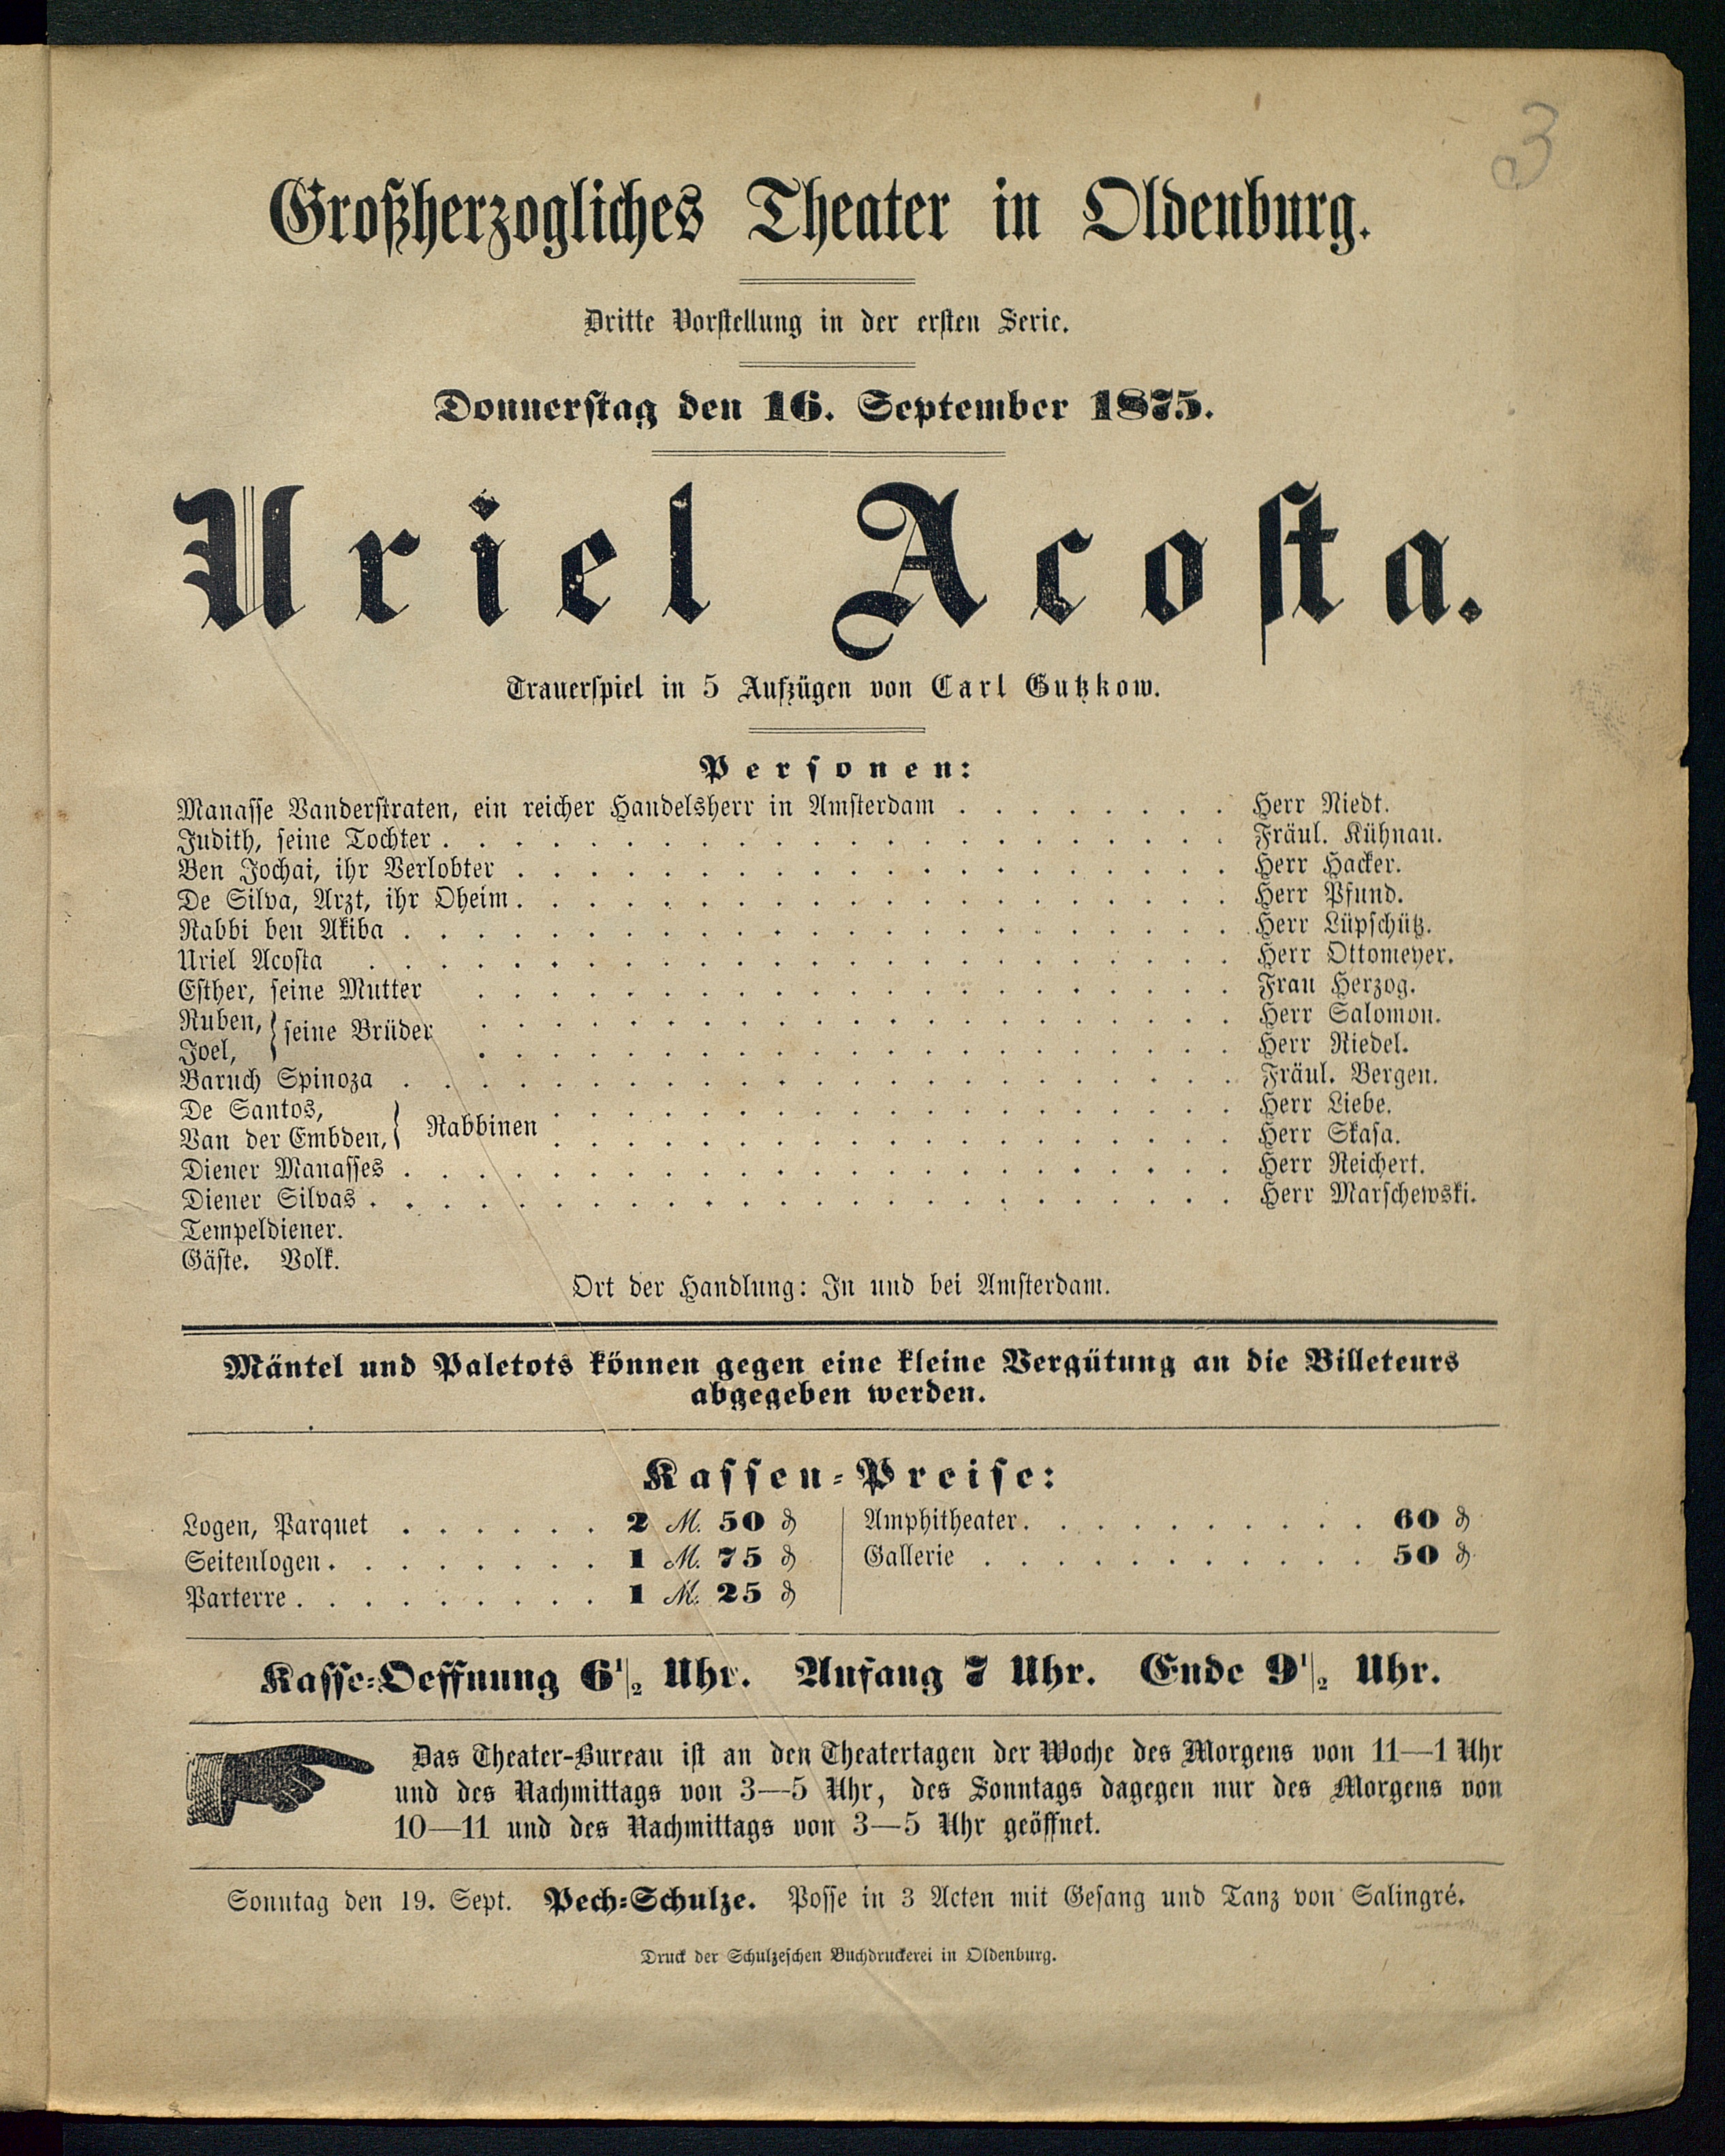 3
Großherzogliches Theater in Oldenburg.
Dritte Vorstellung in der ersten Serie.
Donnerstag den 16. September 1875.
Uriel Acosta.
Trauerspiel in 5 Aufzügen von Carl Gutzkow.
Personen:
Manasse Vanderstraten, ein reicher Handelsherr in Amsterdam . . . . . . . . Herr Riedt.
Judith, seine Tochter . . . . . . . . Fräul. Kühnau.
Ben Jochai, ihr Verlobter . . . . . . . . Herr Hacker.
De Silva, Arzt, ihr Oheim . . . . . . . . Herr Pfund.
Rabbi ben Akiba . . . . . . . . Herr Lüpschütz.
Uriel Acosta . . . . . . . . Herr Ottomeyer.
Esther, seine Mutter . . . . . . . . Frau Herzog.
Ruben, } seine Brüder . . . . . . . . Herr Salomon.
Joel, . . . . . . . . Herr Riedel.
Baruch Spinoza . . . . . . . . Fräul. Bergen.
De Santos, } Rabbinen . . . . . . . . Herr Liebe.
Van der Embden, . . . . . . . . Herr Skasa.
Diener Manasses . . . . . . . . Herr Reichert.
Diener Silvas . . . . . . . . Herr Marschewski.
Tempeldiener.
Gäste. Volk.
Ort der Handlung: In und bei Amsterdam.
Mäntel und Paletots können gegen eine kleine Vergütung an die Billeteurs
abgegeben werden.
Kassen-Preise:
Logen, Parquet . . . . . . 2 M. 50 ₰ Amphitheater . . . . . . . . . . 60 ₰
Seitenlogen . . . . . . . . 1 M. 75 ₰ Gallerie . . . . . . . . . . . 50 ₰
Parterre . . . . . . . . . 1 M. 25 ₰
Kasse-Oeffnung 6½ Uhr. Anfang 7 Uhr. Ende 9½ Uhr.
Das Theater-Bureau ist an den Theatertagen der Woche des Morgens von 11—1 Uhr
und des Nachmittags von 3—5 Uhr, des Sonntags dagegen nur des Morgens von
10—11 und des Nachmittags von 3—5 Uhr geöffnet.
Sonntag den 19. Sept. Pech-Schulze. Posse in 3 Acten mit Gesang und Tanz von Salingré.
Druck der Schulzeschen Buchdruckerei in Oldenburg.